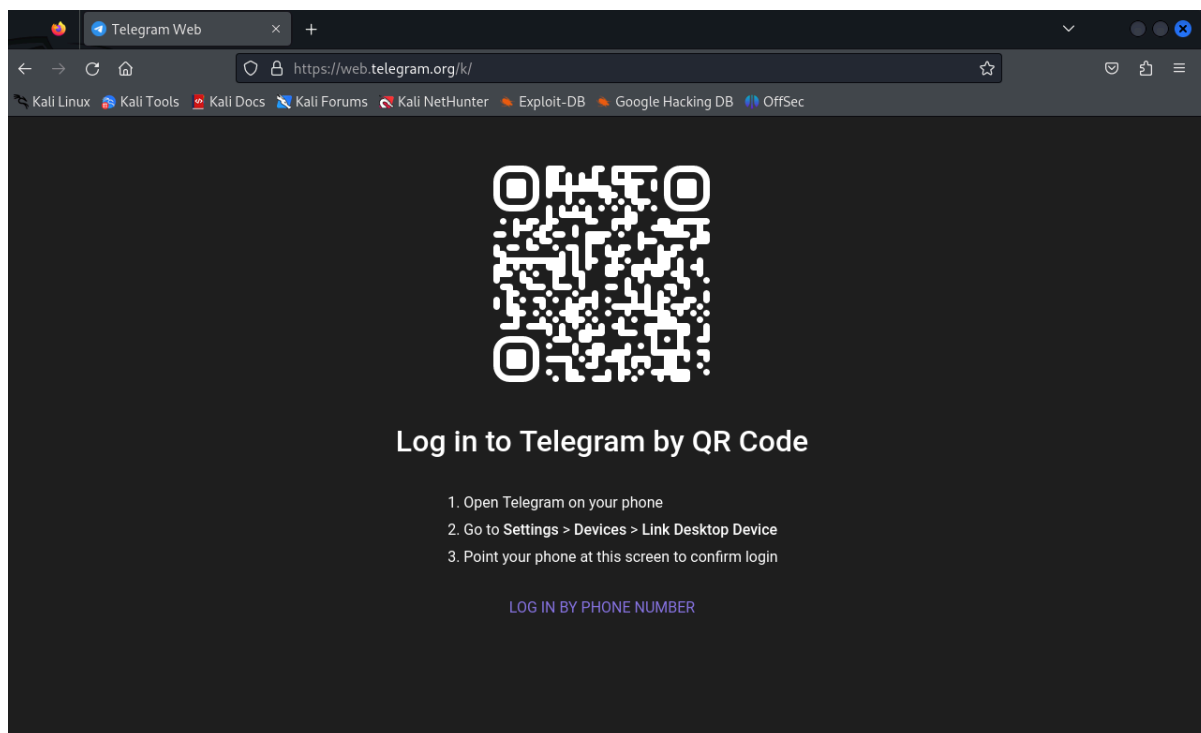 Telegram Web
https://web.telegram.org/k/
Kali Linux Kali Tools Kali Docs Kali Forums Kali NetHunter Exploit-DB Google Hacking DB OffSec
Log in to Telegram by QR Code
1. Open Telegram on your phone
2. Go to Settings > Devices > Link Desktop Device
3. Point your phone at this screen to confirm login
LOG IN BY PHONE NUMBER